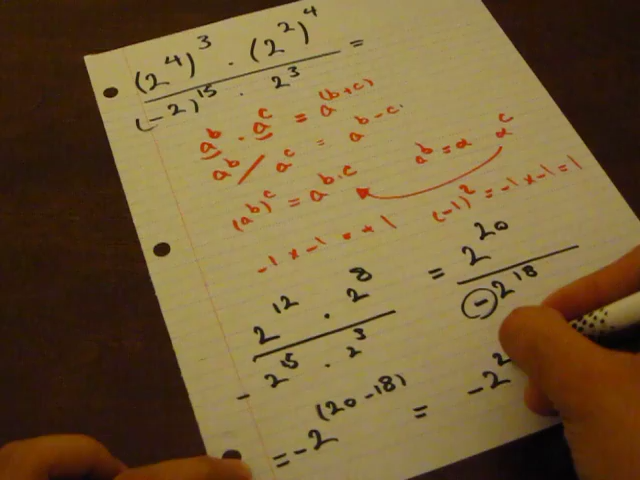 (2^4)^3 · (2^2)^4 =
(-2)^15 · 2^3
a^b · a^c = a^(b+c)
a^b / a^c = a^b-c
a^b = a a^c
(a^b)^c = a^b·c
(-1)^2 = -1 x -1 = 1
-1 x -1 = +1
2^12 · 2^8 = 2^20
- 2^15 · 2^3 -2^18
= -2^(20-18) = -2^2